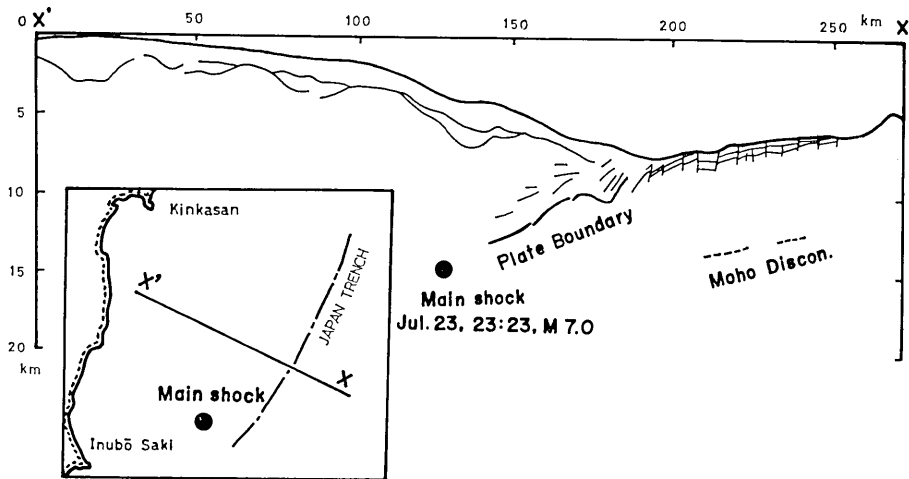 0 X' 50 100 150 200 250 km X
5
10
15
20
km
Plate Boundary
Moho Discon.
Main shock
Jul. 23, 23:23, M 7.0
Kinkasan
X'
JAPAN TRENCH
X
Main shock
Inubō Saki